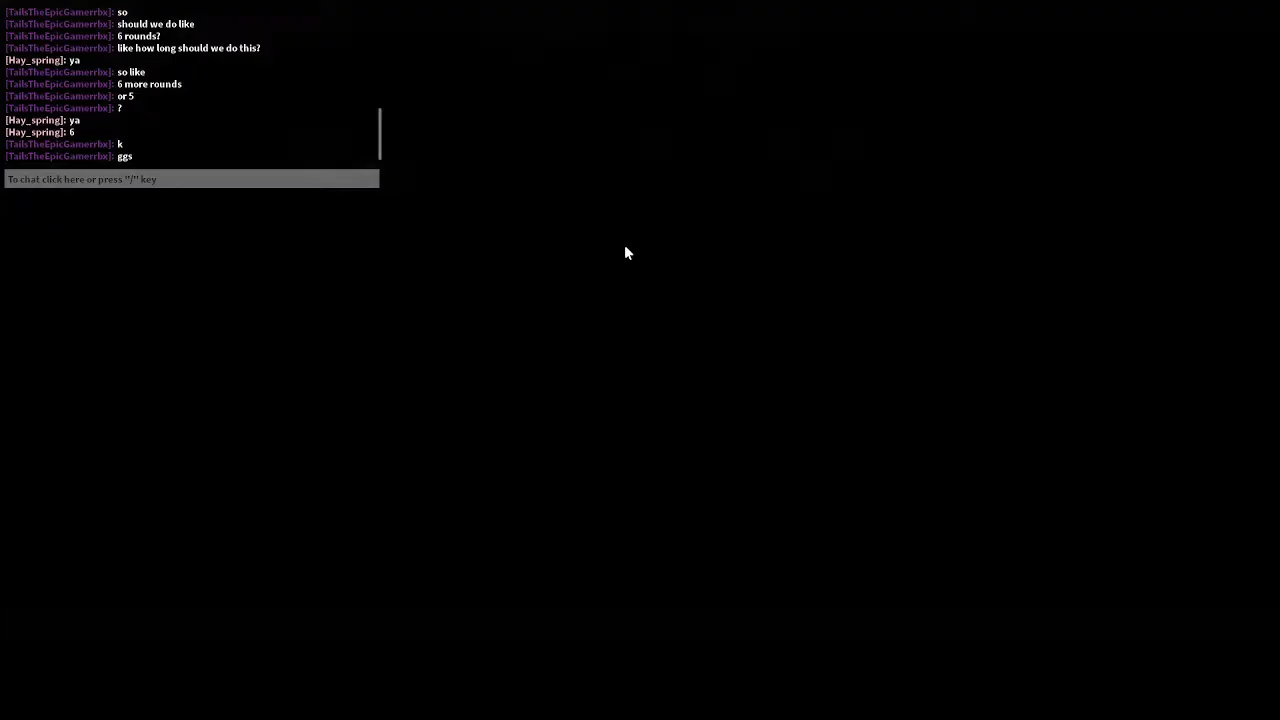 [TailsTheEpicGamerrbx]: so
[TailsTheEpicGamerrbx]: should we do like
[TailsTheEpicGamerrbx]: 6 rounds?
[TailsTheEpicGamerrbx]: like how long should we do this?
[Hay_spring]: ya
[TailsTheEpicGamerrbx]: so like
[TailsTheEpicGamerrbx]: 6 more rounds
[TailsTheEpicGamerrbx]: or 5
[TailsTheEpicGamerrbx]: ?
[Hay_spring]: ya
[Hay_spring]: 6
[TailsTheEpicGamerrbx]: k
[TailsTheEpicGamerrbx]: ggs
To chat click here or press "/" key